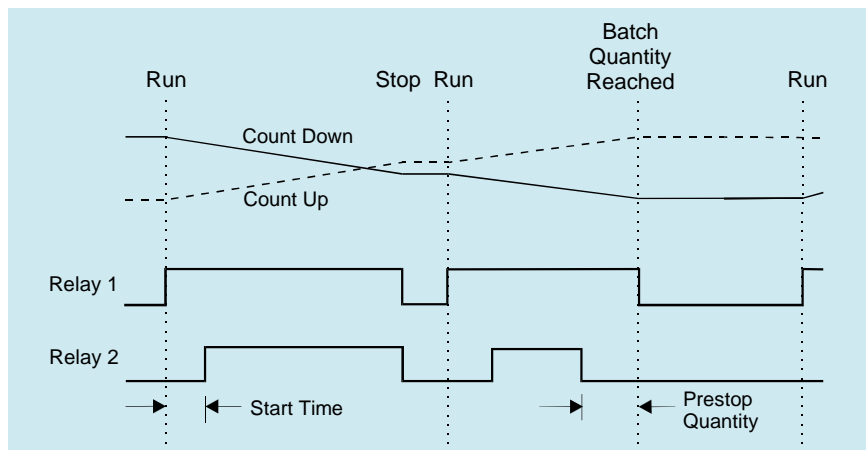 Batch
Quantity
Reached
Run
Stop
Run
Run
Count Down
Count Up
Relay 1
Relay 2
Start Time
Prestop
Quantity